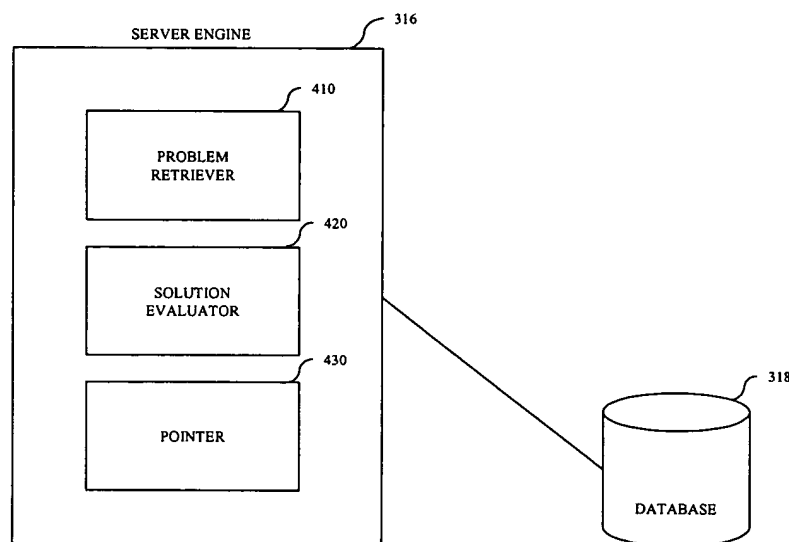 316
SERVER ENGINE
410
PROBLEM
RETRIEVER
420
SOLUTION
EVALUATOR
430
POINTER
318
DATABASE